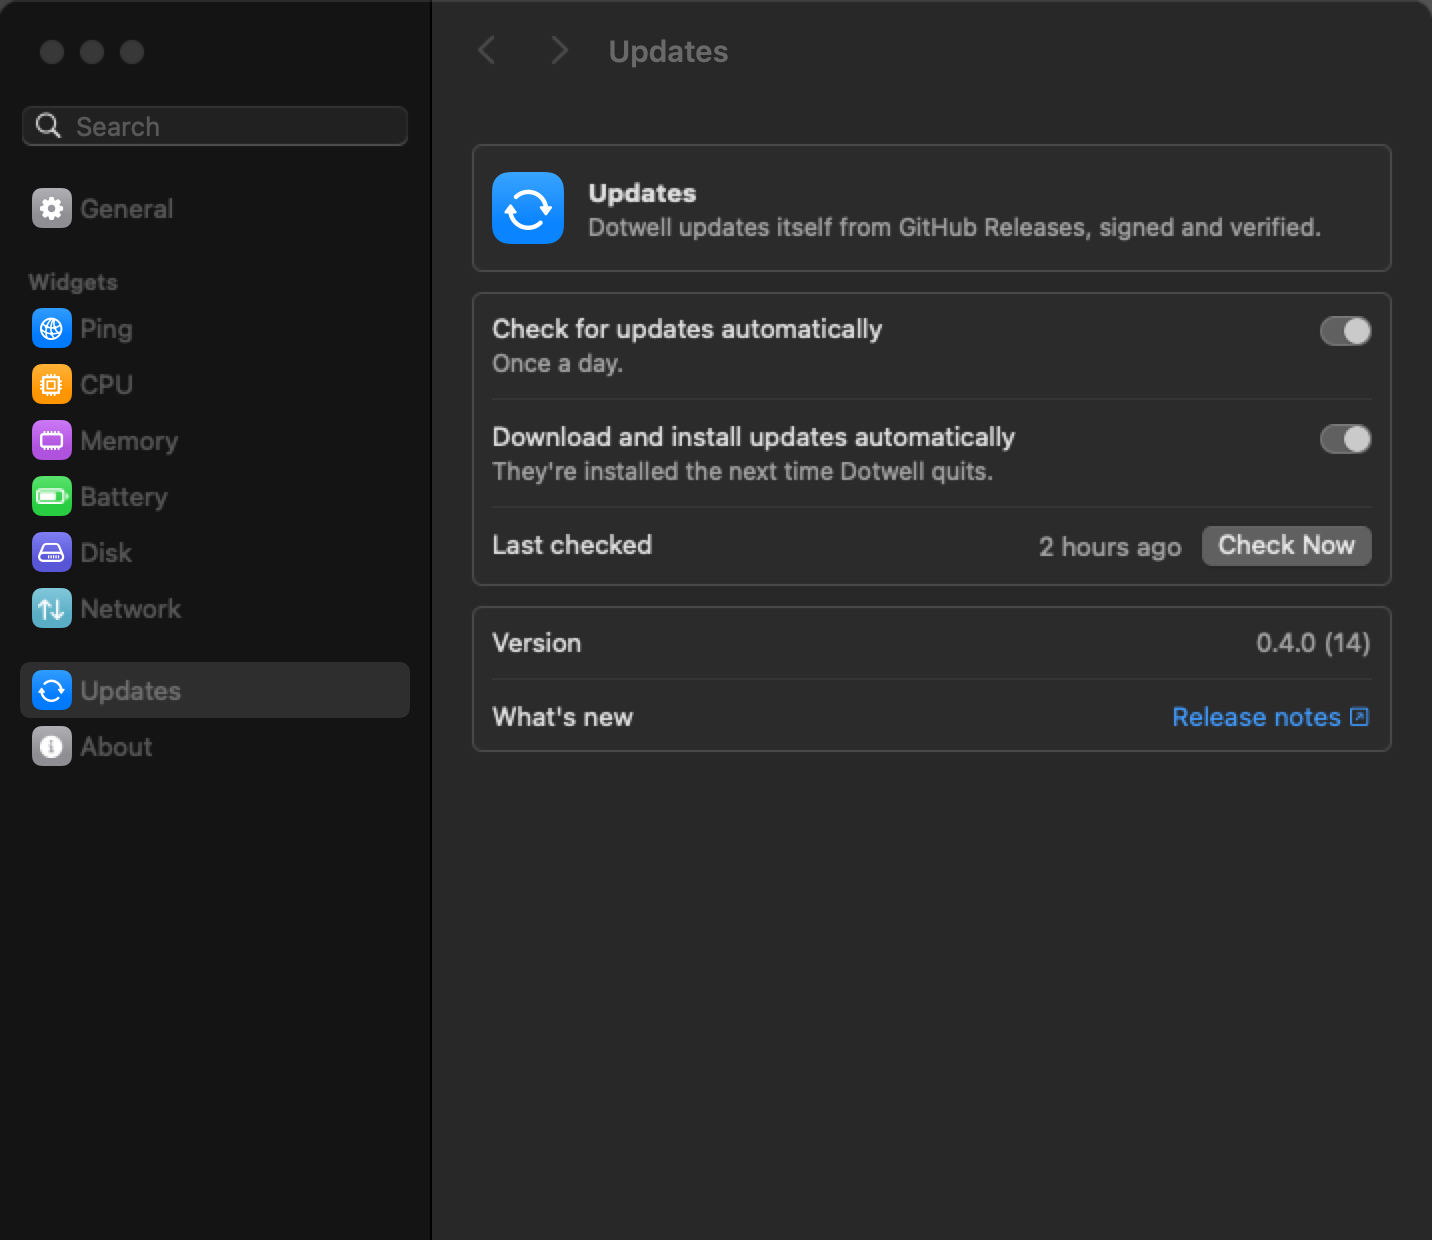 Updates
Search
General
Widgets
Ping
CPU
Memory
Battery
Disk
Network
Updates
About
Updates
Dotwell updates itself from GitHub Releases, signed and verified.
Check for updates automatically
Once a day.
Download and install updates automatically
They're installed the next time Dotwell quits.
Last checked 2 hours ago Check Now
Version 0.4.0 (14)
What's new Release notes